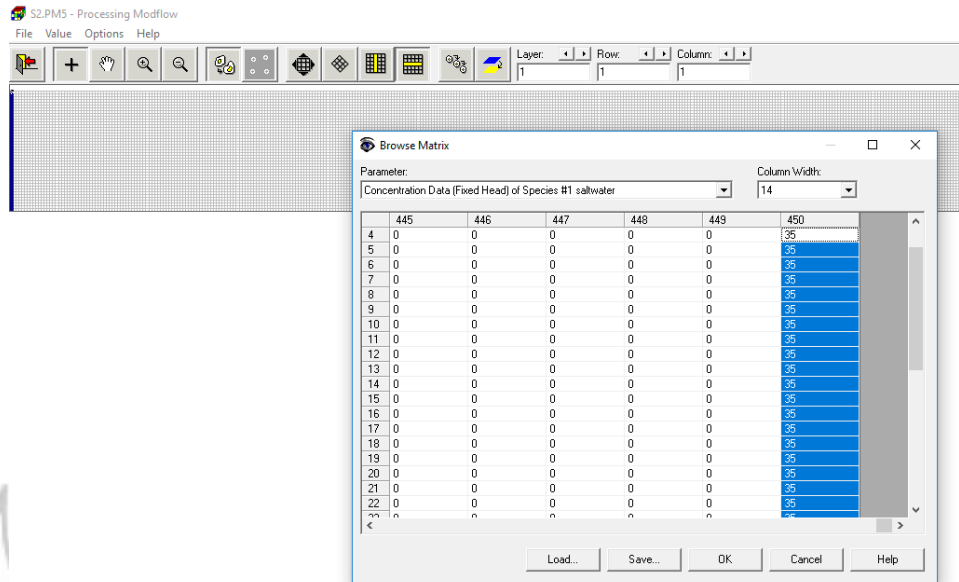 S2.PM5 - Processing Modflow
File Value Options Help
Layer: Row: Column:
1 1 1
Browse Matrix
Parameter: Column Width:
Concentration Data (Fixed Head) of Species #1 saltwater 14
445 446 447 448 449 450
4 0 0 0 0 0 35
5 0 0 0 0 0 35
6 0 0 0 0 0 35
7 0 0 0 0 0 35
8 0 0 0 0 0 35
9 0 0 0 0 0 35
10 0 0 0 0 0 35
11 0 0 0 0 0 35
12 0 0 0 0 0 35
13 0 0 0 0 0 35
14 0 0 0 0 0 35
15 0 0 0 0 0 35
16 0 0 0 0 0 35
17 0 0 0 0 0 35
18 0 0 0 0 0 35
19 0 0 0 0 0 35
20 0 0 0 0 0 35
21 0 0 0 0 0 35
22 0 0 0 0 0 35
Load... Save... OK Cancel Help